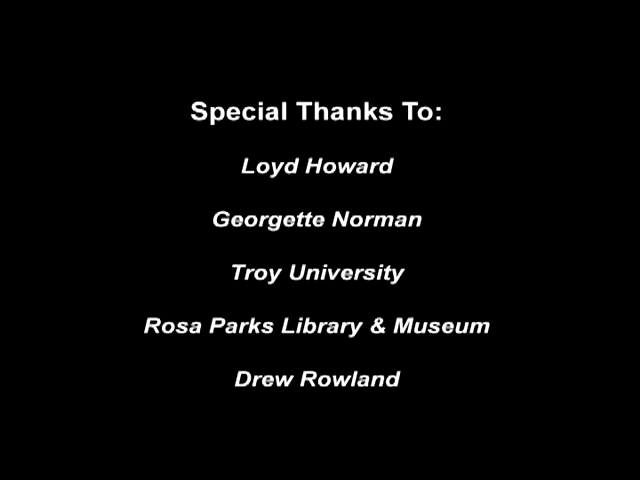 Special Thanks To:
Loyd Howard
Georgette Norman
Troy University
Rosa Parks Library & Museum
Drew Rowland